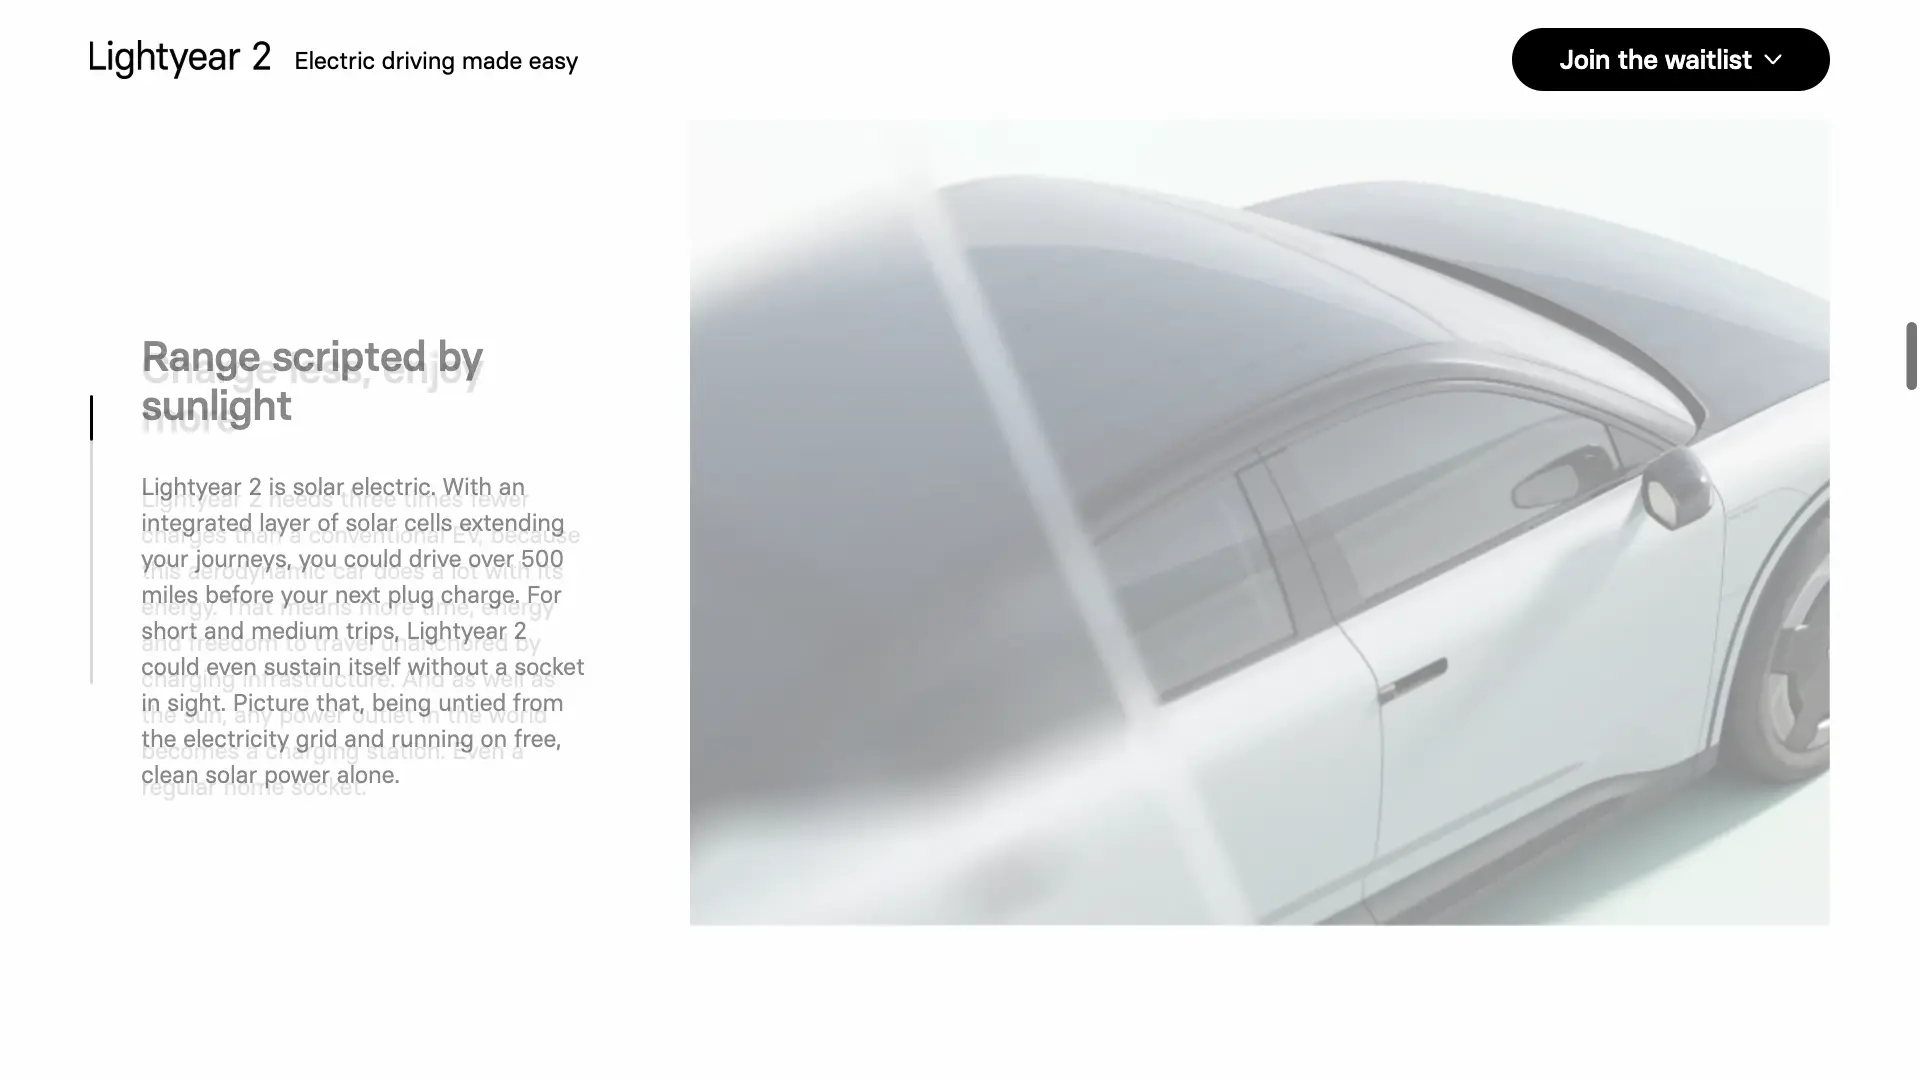 Lightyear 2 Electric driving made easy
Join the waitlist
Range scripted by
sunlight
Lightyear 2 is solar electric. With an
integrated layer of solar cells extending
your journeys, you could drive over 500
miles before your next plug charge. For
short and medium trips, Lightyear 2
could even sustain itself without a socket
in sight. Picture that, being untied from
the electricity grid and running on free,
clean solar power alone.
Charge less, enjoy
more
Lightyear 2 needs three times fewer
charges than a conventional EV, because
this aerodynamic car does a lot with its
energy. That means more time, energy
and freedom to travel unanchored by
charging infrastructure. And as well as
the sun, any power outlet in the world
becomes a charging station. Even a
regular home socket.